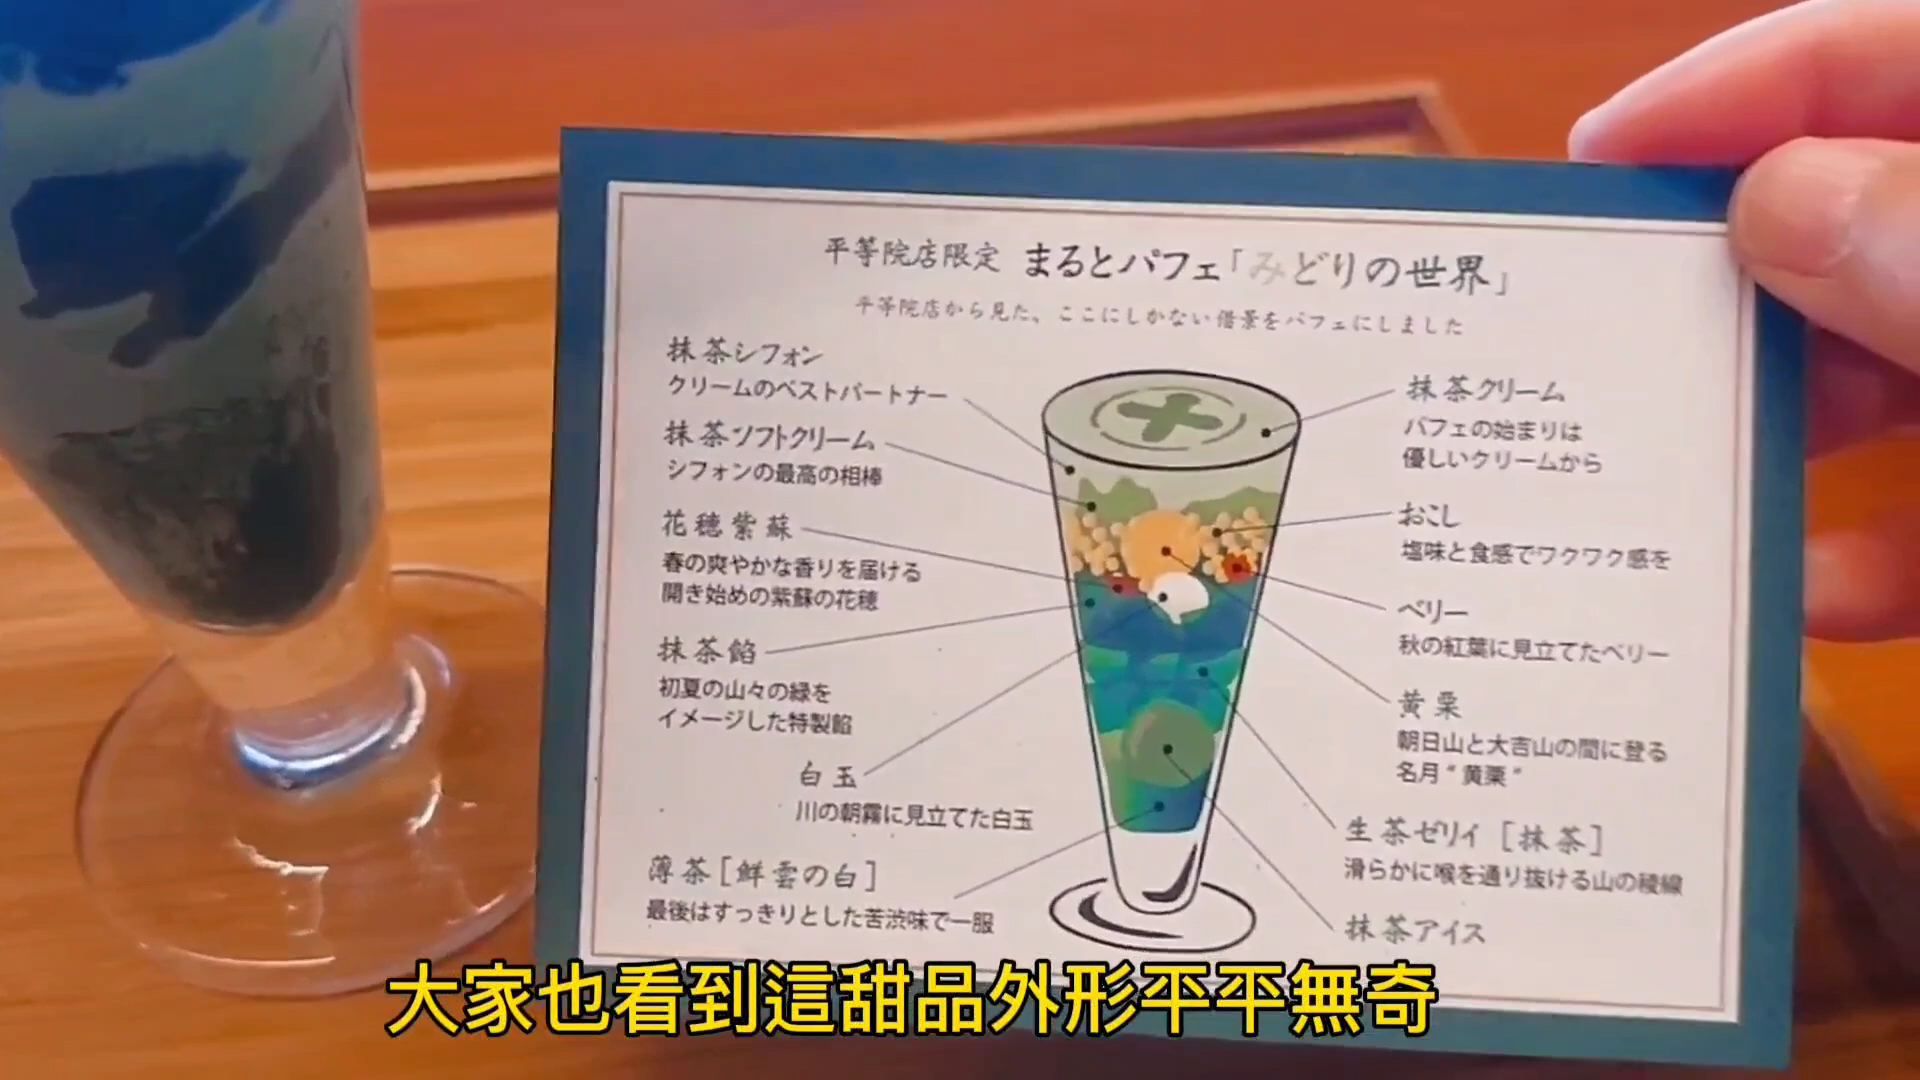 平等院店限定 まるとパフェ「みどりの世界」
平等院店から見た、ここにしかない借景をパフェにしました
抹茶シフォン
クリームのベストパートナー
抹茶ソフトクリーム
シフォンの最高の相棒
花穂紫蘇
春の爽やかな香りを届ける
開き始めの紫蘇の花穂
抹茶餡
初夏の山々の緑を
イメージした特製餡
白玉
川の朝霧に見立てた白玉
薄茶[鮮雲の白]
最後はすっきりとした苦渋味で一服
抹茶クリーム
パフェの始まりは
優しいクリームから
おこし
塩味と食感でワクワク感を
ベリー
秋の紅葉に見立てたベリー
黄栗
朝日山と大吉山の間に登る
名月“黄栗”
生茶ゼリイ[抹茶]
滑らかに喉を通り抜ける山の稜線
抹茶アイス
大家也看到這甜品外形平平無奇